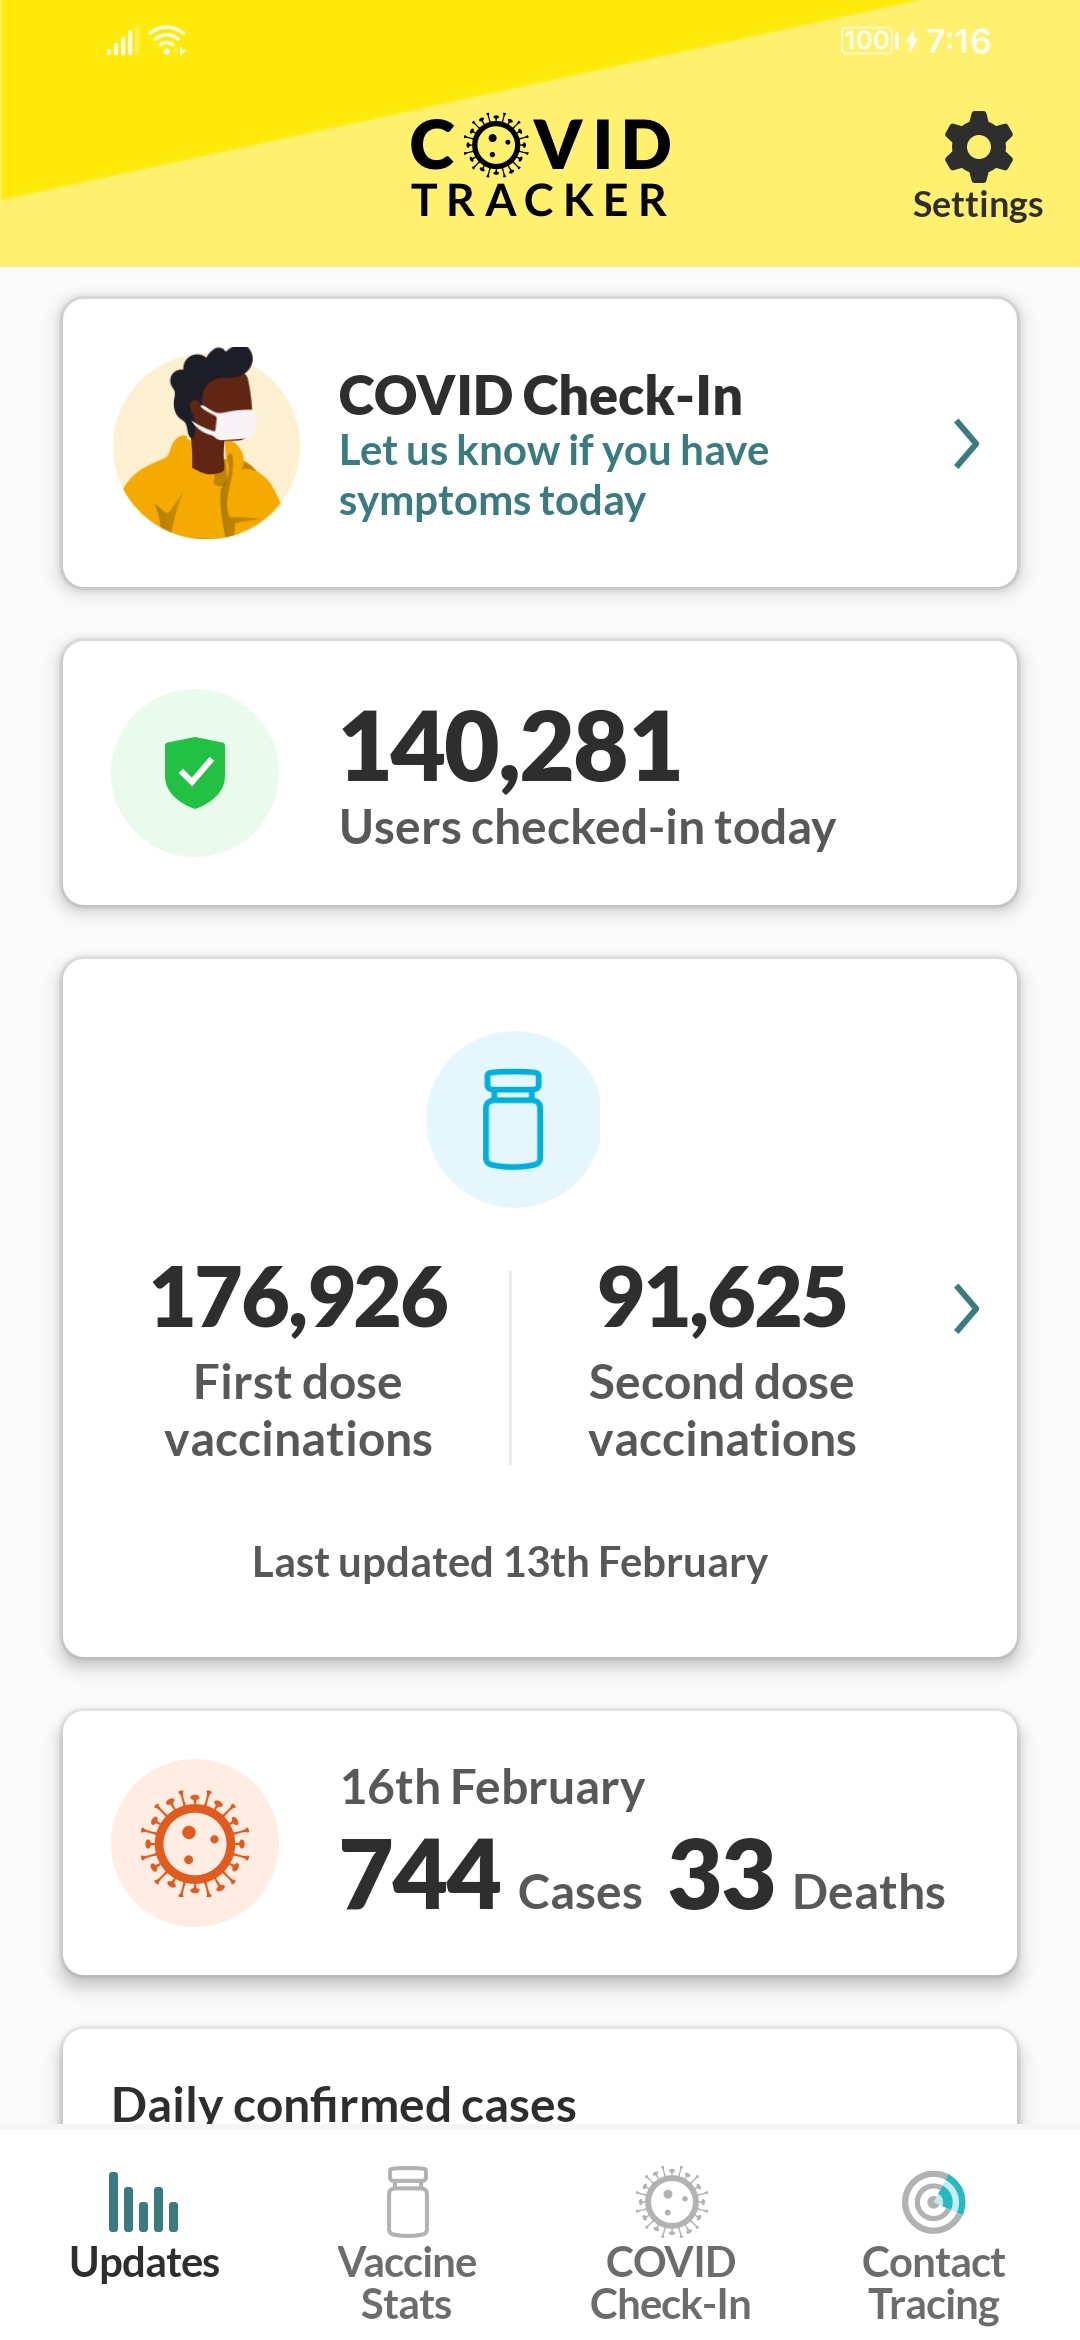 100 7:16
COVID
TRACKER
Settings
COVID Check-In
Let us know if you have
symptoms today
140,281
Users checked-in today
176,926
First dose
vaccinations
91,625
Second dose
vaccinations
Last updated 13th February
16th February
744 Cases 33 Deaths
Daily confirmed cases
Updates
Vaccine
Stats
COVID
Check-In
Contact
Tracing